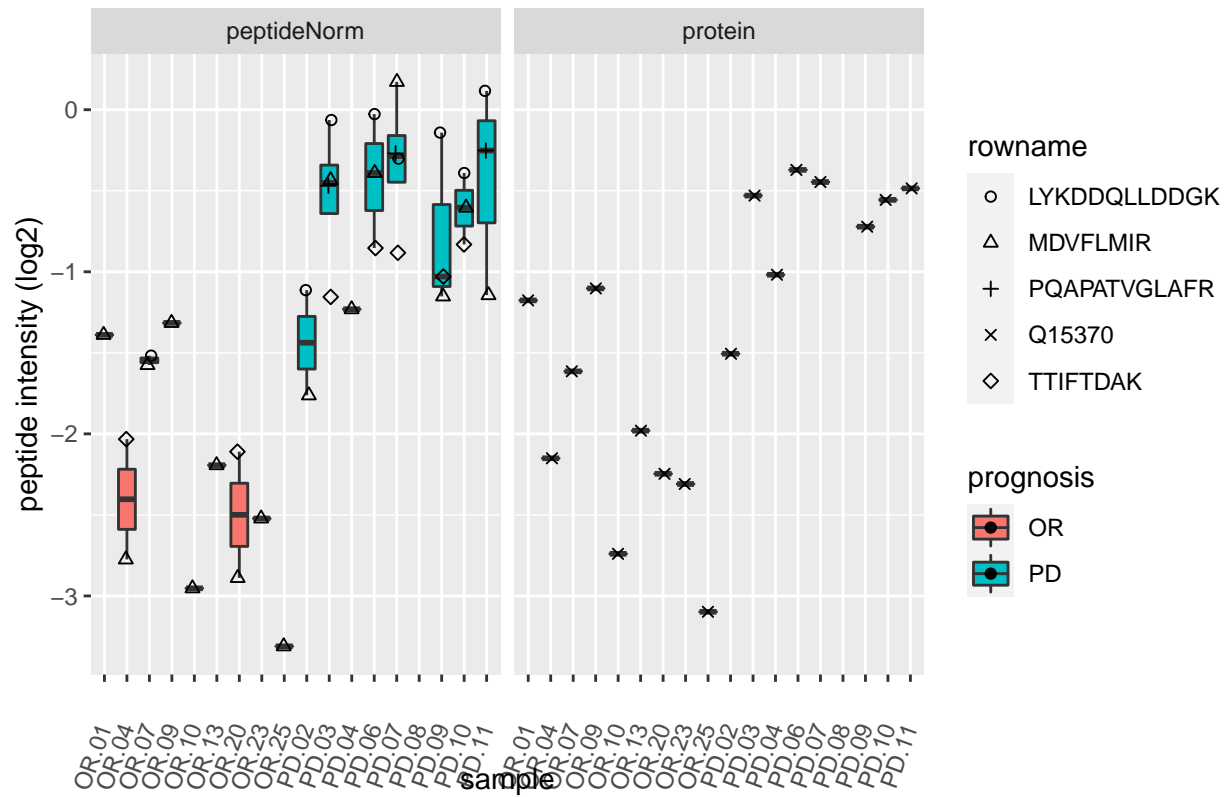 peptideNorm
protein
peptide intensity (log2)
0
−1
−2
−3
OR.01
OR.04
OR.07
OR.09
OR.10
OR.13
OR.20
OR.23
OR.25
PD.02
PD.03
PD.04
PD.06
PD.07
PD.08
PD.09
PD.10
PD.11
OR.01
OR.04
OR.07
OR.09
OR.10
OR.13
OR.20
OR.23
OR.25
PD.02
PD.03
PD.04
PD.06
PD.07
PD.08
PD.09
PD.10
PD.11
sample
rowname
LYKDDQLLDDGK
MDVFLMIR
PQAPATVGLAFR
Q15370
TTIFTDAK
prognosis
OR
PD